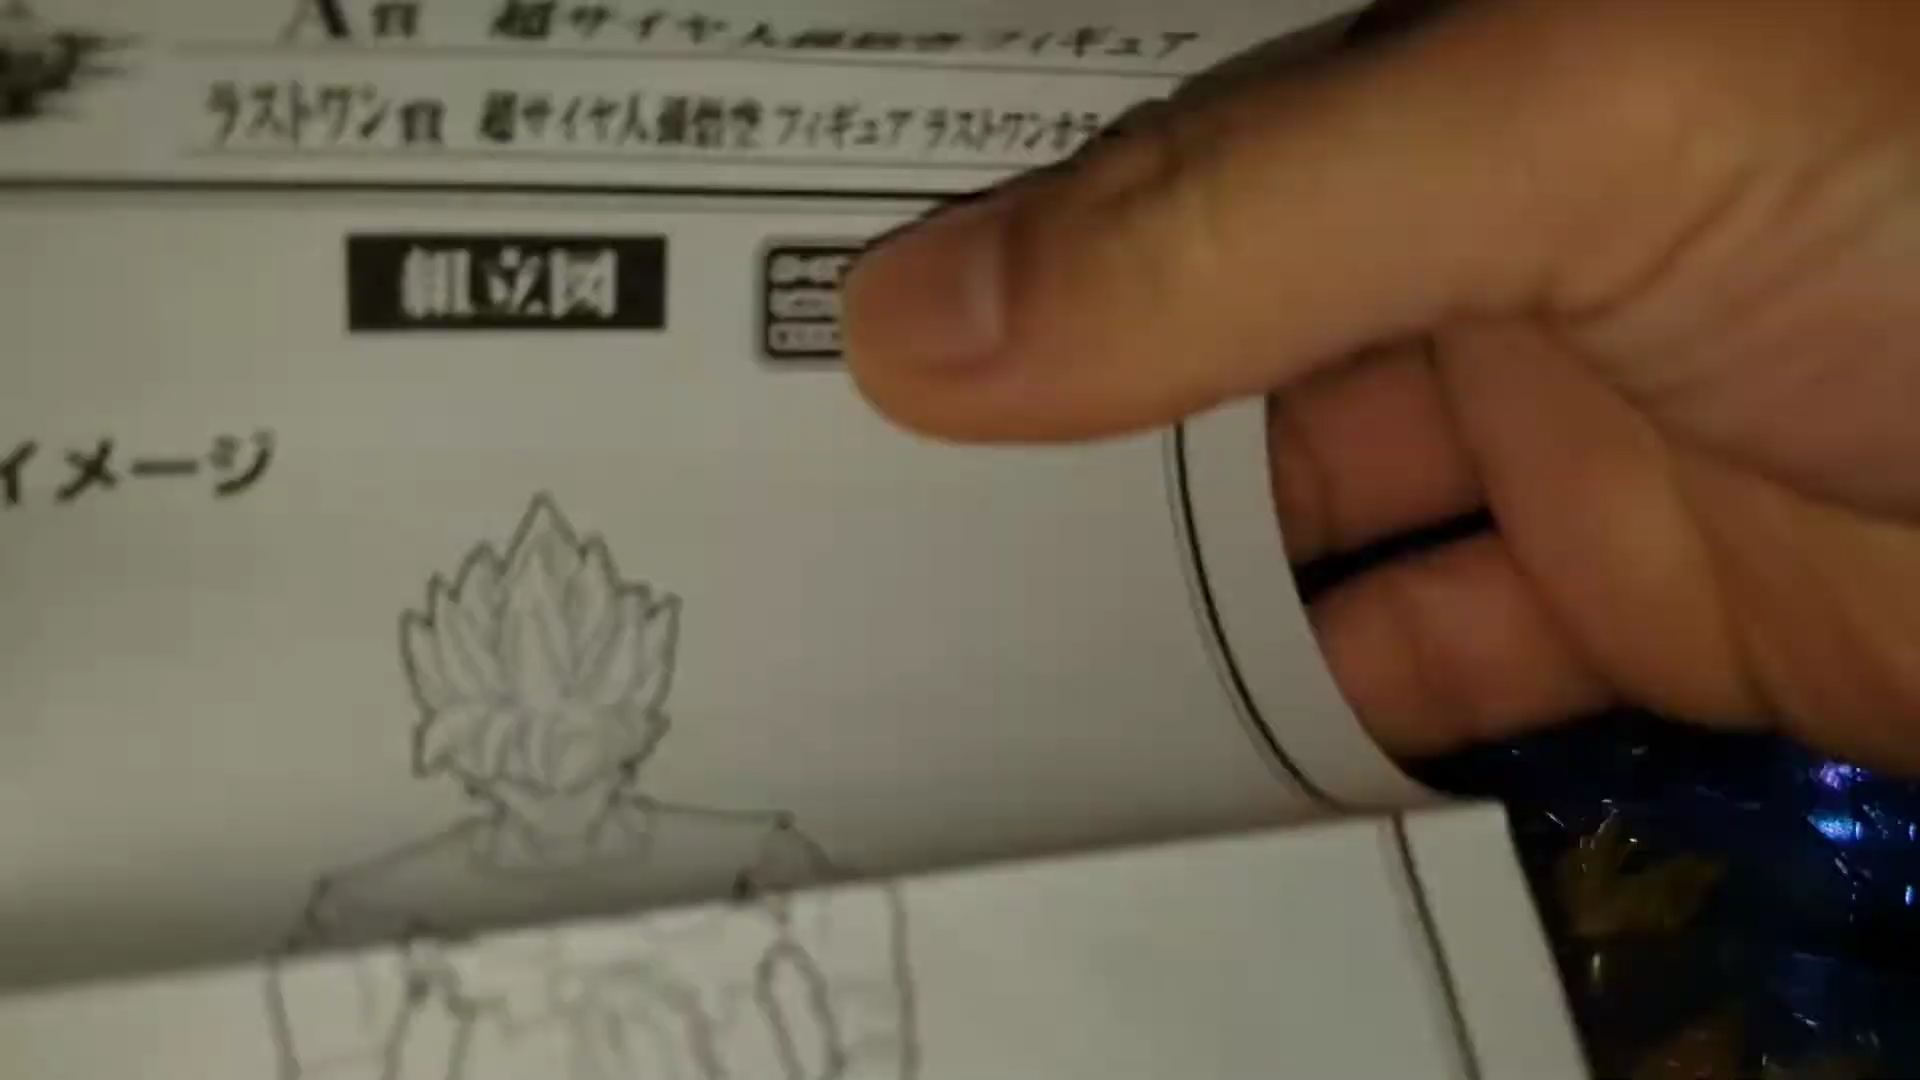 A賞 超サイヤ人孫悟空 フィギュア
ラストワン賞 超サイヤ人孫悟空 フィギュア ラストワンカラ
組立図
イメージ